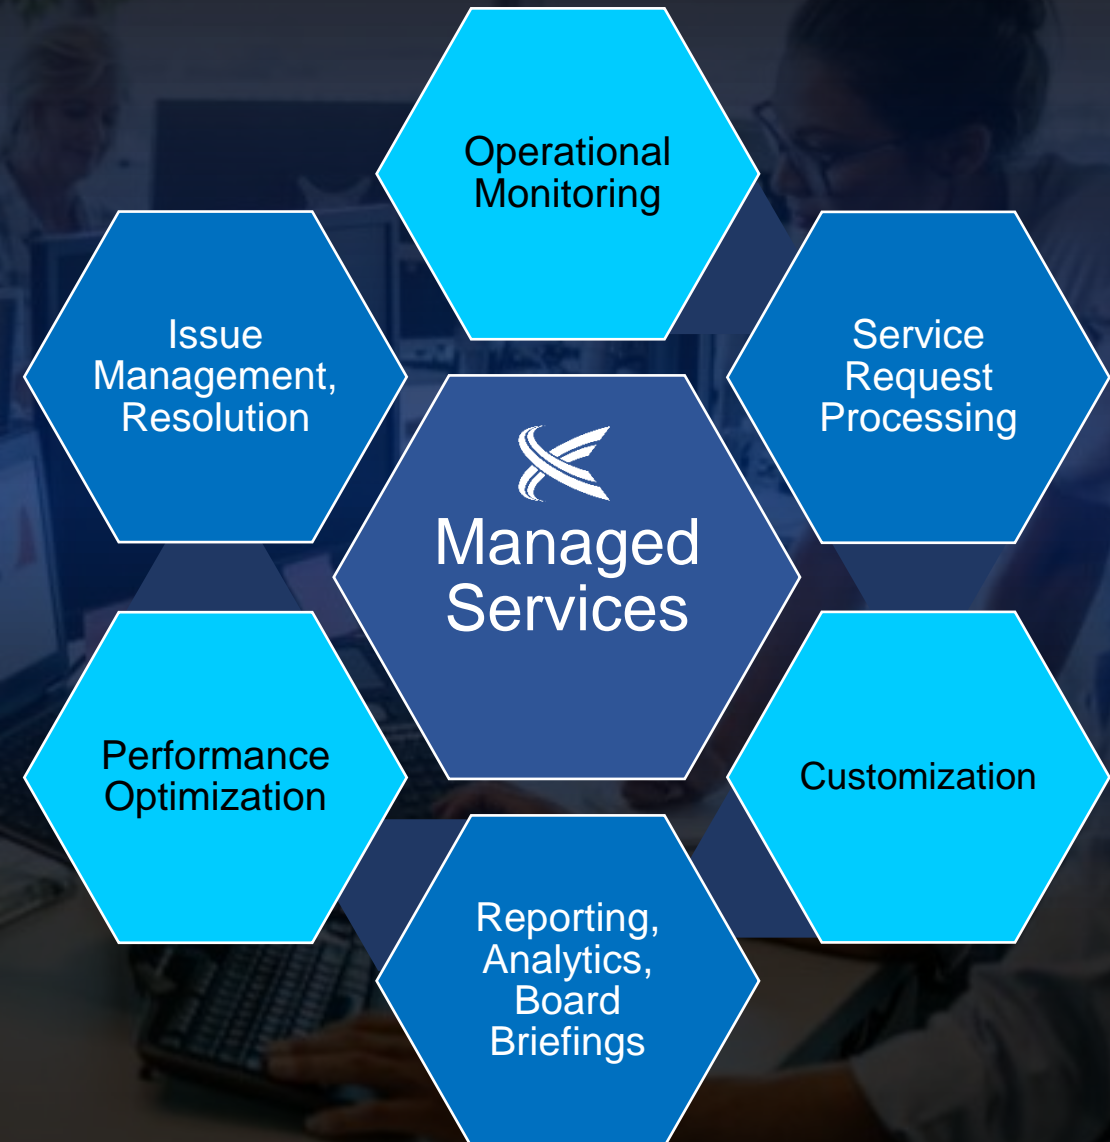 Operational
Monitoring
Issue
Management,
Resolution
Service
Request
Processing
Managed
Services
Performance
Optimization
Customization
Reporting,
Analytics,
Board
Briefings